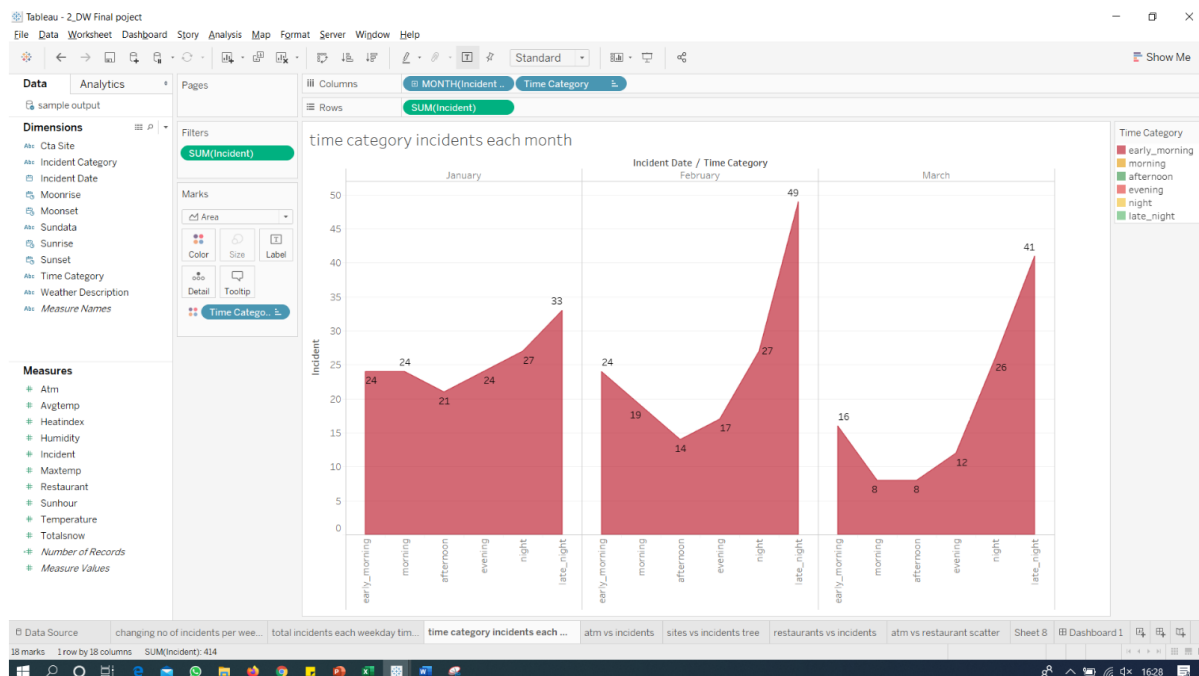 Tableau - 2_DW Final poject
File Data Worksheet Dashboard Story Analysis Map Format Server Window Help
Standard
Show Me
Data Analytics
sample output
Dimensions
Abc Cta Site
Abc Incident Category
Incident Date
Moonrise
Moonset
Abc Sundata
Sunrise
Sunset
Abc Time Category
Abc Weather Description
Abc Measure Names
Measures
# Atm
# Avgtemp
# Heatindex
# Humidity
# Incident
# Maxtemp
# Restaurant
# Sunhour
# Temperature
# Totalsnow
=# Number of Records
# Measure Values
Pages
Filters
SUM(Incident)
Marks
Area
Color Size Label
Detail Tooltip
Time Catego..
Columns MONTH(Incident .. Time Category
Rows SUM(Incident)
time category incidents each month
Incident Date / Time Category
January February March
Incident
50
45
40
35
30
25
20
15
10
5
0
24 24 21 24 27 33
24 19 14 17 27 49
16 8 8 12 26 41
early_morning morning afternoon evening night late_night
early_morning morning afternoon evening night late_night
early_morning morning afternoon evening night late_night
Time Category
early_morning
morning
afternoon
evening
night
late_night
Data Source changing no of incidents per wee... total incidents each weekday tim... time category incidents each ... atm vs incidents sites vs incidents tree restaurants vs incidents atm vs restaurant scatter Sheet 8 Dashboard 1
18 marks 1 row by 18 columns SUM(Incident): 414
16:28